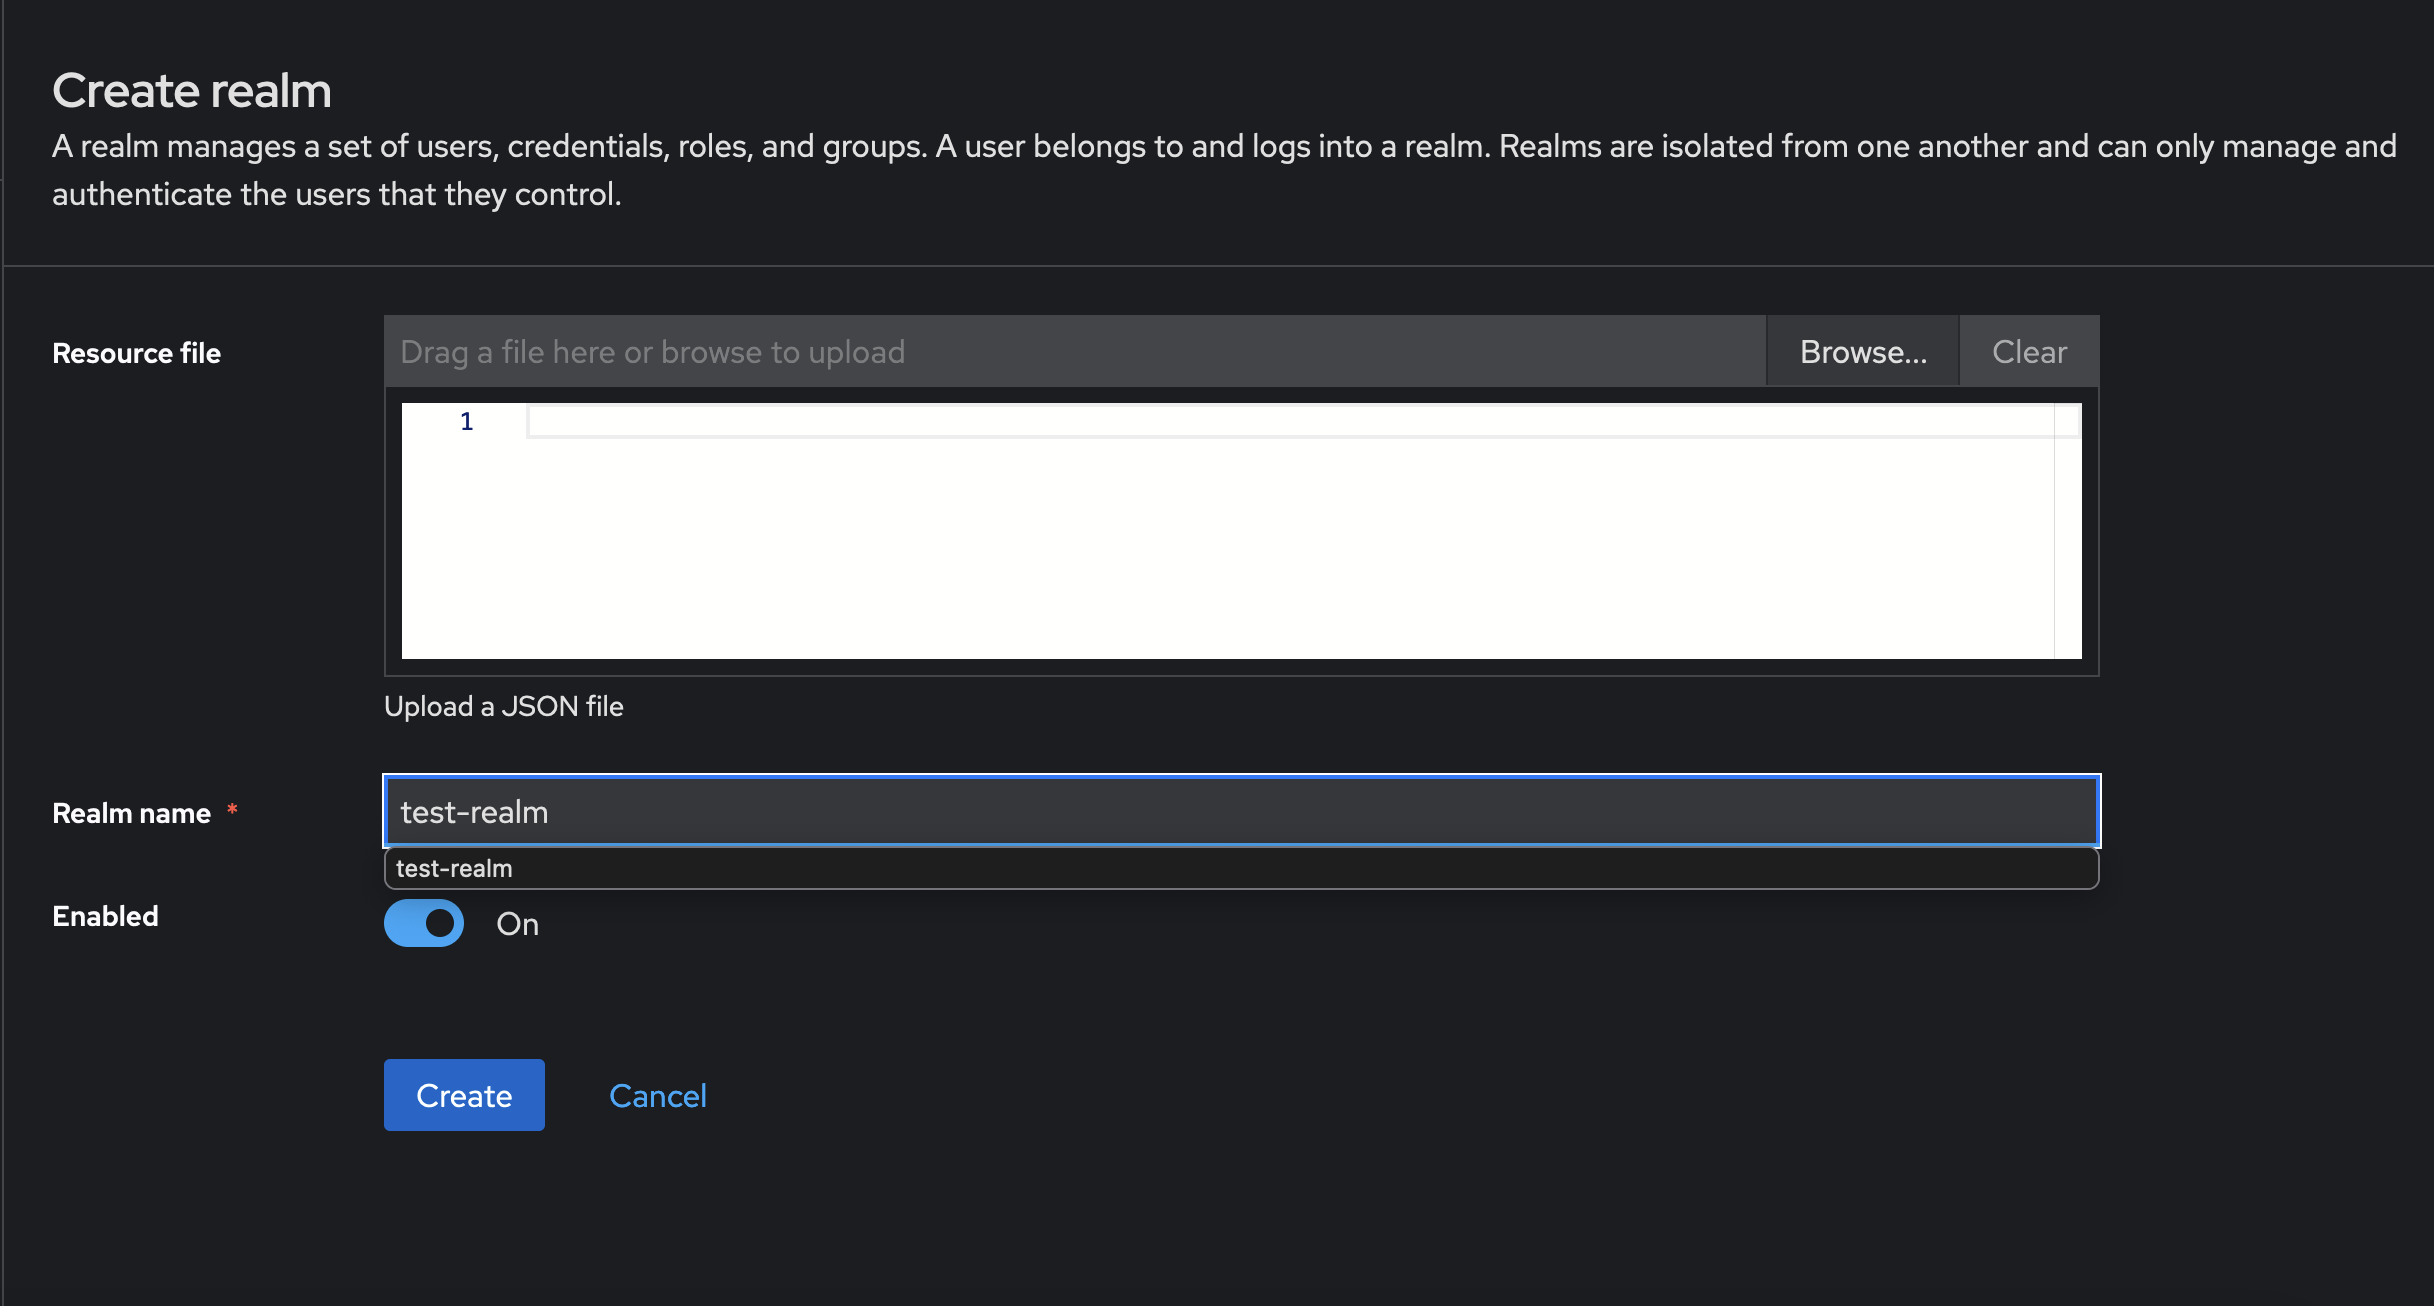 Create realm
A realm manages a set of users, credentials, roles, and groups. A user belongs to and logs into a realm. Realms are isolated from one another and can only manage and
authenticate the users that they control.
Resource file
Drag a file here or browse to upload
Browse...
Clear
1
Upload a JSON file
Realm name *
test-realm
test-realm
Enabled
On
Create
Cancel